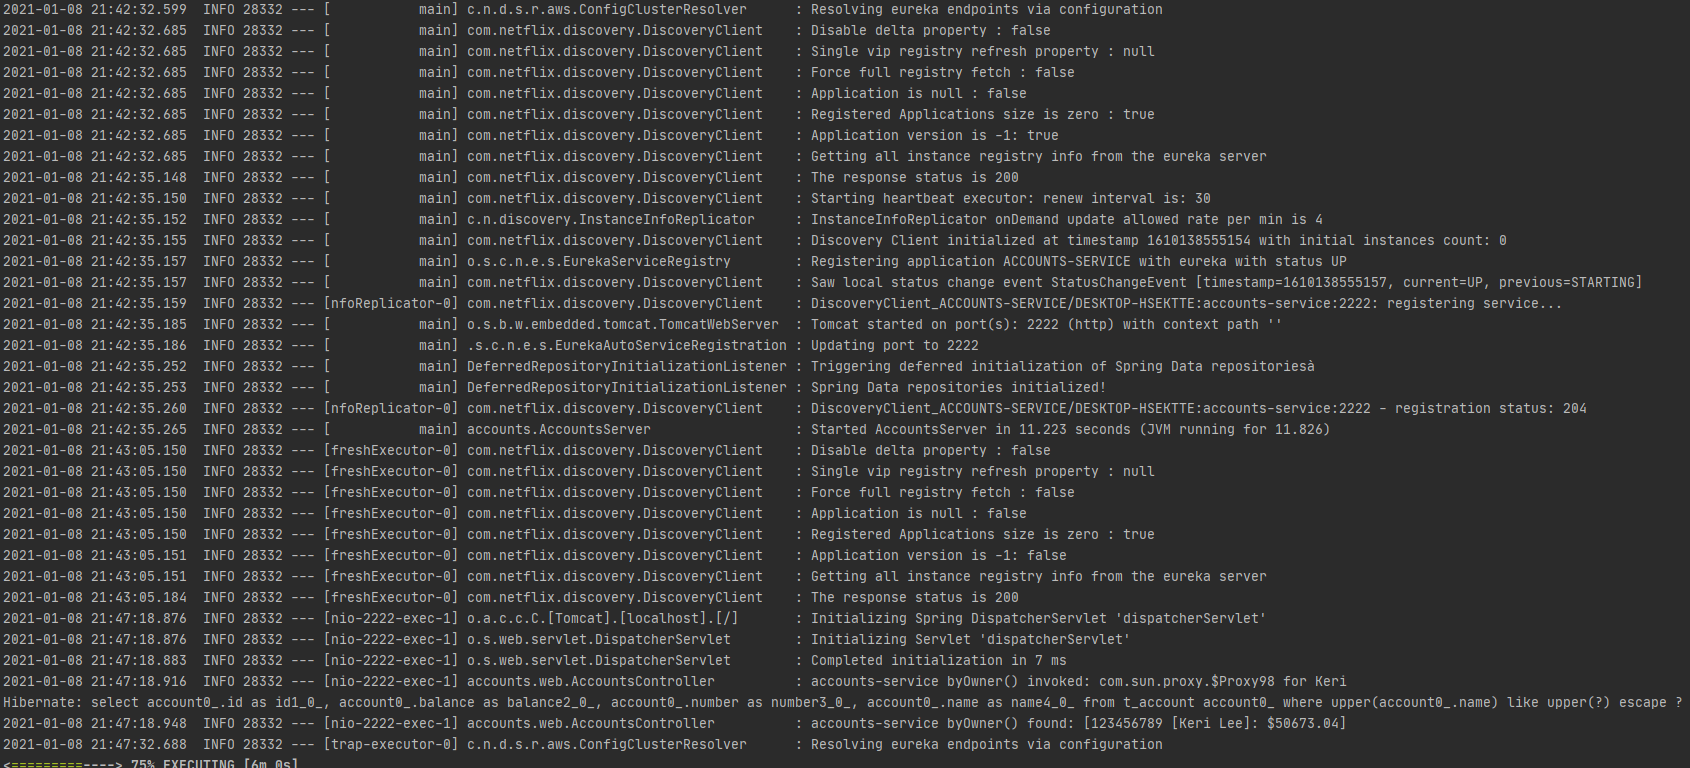 2021-01-08 21:42:32.599  INFO 28332 --- [           main] c.n.d.s.r.aws.ConfigClusterResolver      : Resolving eureka endpoints via configuration
2021-01-08 21:42:32.685  INFO 28332 --- [           main] com.netflix.discovery.DiscoveryClient    : Disable delta property : false
2021-01-08 21:42:32.685  INFO 28332 --- [           main] com.netflix.discovery.DiscoveryClient    : Single vip registry refresh property : null
2021-01-08 21:42:32.685  INFO 28332 --- [           main] com.netflix.discovery.DiscoveryClient    : Force full registry fetch : false
2021-01-08 21:42:32.685  INFO 28332 --- [           main] com.netflix.discovery.DiscoveryClient    : Application is null : false
2021-01-08 21:42:32.685  INFO 28332 --- [           main] com.netflix.discovery.DiscoveryClient    : Registered Applications size is zero : true
2021-01-08 21:42:32.685  INFO 28332 --- [           main] com.netflix.discovery.DiscoveryClient    : Application version is -1: true
2021-01-08 21:42:32.685  INFO 28332 --- [           main] com.netflix.discovery.DiscoveryClient    : Getting all instance registry info from the eureka server
2021-01-08 21:42:35.148  INFO 28332 --- [           main] com.netflix.discovery.DiscoveryClient    : The response status is 200
2021-01-08 21:42:35.150  INFO 28332 --- [           main] com.netflix.discovery.DiscoveryClient    : Starting heartbeat executor: renew interval is: 30
2021-01-08 21:42:35.152  INFO 28332 --- [           main] c.n.discovery.InstanceInfoReplicator     : InstanceInfoReplicator onDemand update allowed rate per min is 4
2021-01-08 21:42:35.155  INFO 28332 --- [           main] com.netflix.discovery.DiscoveryClient    : Discovery Client initialized at timestamp 1610138555154 with initial instances count: 0
2021-01-08 21:42:35.157  INFO 28332 --- [           main] o.s.c.n.e.s.EurekaServiceRegistry        : Registering application ACCOUNTS-SERVICE with eureka with status UP
2021-01-08 21:42:35.157  INFO 28332 --- [           main] com.netflix.discovery.DiscoveryClient    : Saw local status change event StatusChangeEvent [timestamp=1610138555157, current=UP, previous=STARTING]
2021-01-08 21:42:35.159  INFO 28332 --- [nfoReplicator-0] com.netflix.discovery.DiscoveryClient    : DiscoveryClient_ACCOUNTS-SERVICE/DESKTOP-HSEKTTE:accounts-service:2222: registering service...
2021-01-08 21:42:35.185  INFO 28332 --- [           main] o.s.b.w.embedded.tomcat.TomcatWebServer  : Tomcat started on port(s): 2222 (http) with context path ''
2021-01-08 21:42:35.186  INFO 28332 --- [           main] .s.c.n.e.s.EurekaAutoServiceRegistration : Updating port to 2222
2021-01-08 21:42:35.252  INFO 28332 --- [           main] DeferredRepositoryInitializationListener : Triggering deferred initialization of Spring Data repositoriesà
2021-01-08 21:42:35.253  INFO 28332 --- [           main] DeferredRepositoryInitializationListener : Spring Data repositories initialized!
2021-01-08 21:42:35.260  INFO 28332 --- [nfoReplicator-0] com.netflix.discovery.DiscoveryClient    : DiscoveryClient_ACCOUNTS-SERVICE/DESKTOP-HSEKTTE:accounts-service:2222 - registration status: 204
2021-01-08 21:42:35.265  INFO 28332 --- [           main] accounts.AccountsServer                  : Started AccountsServer in 11.223 seconds (JVM running for 11.826)
2021-01-08 21:43:05.150  INFO 28332 --- [freshExecutor-0] com.netflix.discovery.DiscoveryClient    : Disable delta property : false
2021-01-08 21:43:05.150  INFO 28332 --- [freshExecutor-0] com.netflix.discovery.DiscoveryClient    : Single vip registry refresh property : null
2021-01-08 21:43:05.150  INFO 28332 --- [freshExecutor-0] com.netflix.discovery.DiscoveryClient    : Force full registry fetch : false
2021-01-08 21:43:05.150  INFO 28332 --- [freshExecutor-0] com.netflix.discovery.DiscoveryClient    : Application is null : false
2021-01-08 21:43:05.150  INFO 28332 --- [freshExecutor-0] com.netflix.discovery.DiscoveryClient    : Registered Applications size is zero : true
2021-01-08 21:43:05.151  INFO 28332 --- [freshExecutor-0] com.netflix.discovery.DiscoveryClient    : Application version is -1: false
2021-01-08 21:43:05.151  INFO 28332 --- [freshExecutor-0] com.netflix.discovery.DiscoveryClient    : Getting all instance registry info from the eureka server
2021-01-08 21:43:05.184  INFO 28332 --- [freshExecutor-0] com.netflix.discovery.DiscoveryClient    : The response status is 200
2021-01-08 21:47:18.876  INFO 28332 --- [nio-2222-exec-1] o.a.c.c.C.[Tomcat].[localhost].[/]       : Initializing Spring DispatcherServlet 'dispatcherServlet'
2021-01-08 21:47:18.876  INFO 28332 --- [nio-2222-exec-1] o.s.web.servlet.DispatcherServlet        : Initializing Servlet 'dispatcherServlet'
2021-01-08 21:47:18.883  INFO 28332 --- [nio-2222-exec-1] o.s.web.servlet.DispatcherServlet        : Completed initialization in 7 ms
2021-01-08 21:47:18.916  INFO 28332 --- [nio-2222-exec-1] accounts.web.AccountsController          : accounts-service byOwner() invoked: com.sun.proxy.$Proxy98 for Keri
Hibernate: select account0_.id as id1_0_, account0_.balance as balance2_0_, account0_.number as number3_0_, account0_.name as name4_0_ from t_account account0_ where upper(account0_.name) like upper(?) escape ?
2021-01-08 21:47:18.948  INFO 28332 --- [nio-2222-exec-1] accounts.web.AccountsController          : accounts-service byOwner() found: [123456789 [Keri Lee]: $50673.04]
2021-01-08 21:47:32.688  INFO 28332 --- [trap-executor-0] c.n.d.s.r.aws.ConfigClusterResolver      : Resolving eureka endpoints via configuration
<=========----> 75% EXECUTING [6m 0s]